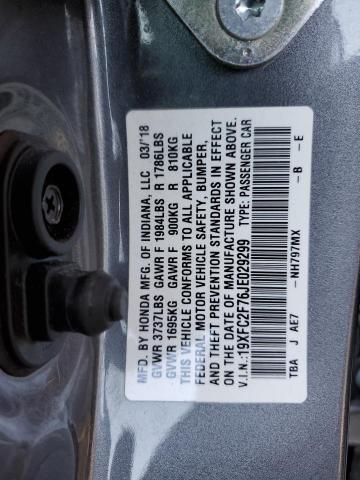 MFD. BY HONDA MFG. OF INDIANA, LLC 03/18
GVWR 3737LBS GAWR F 1984LBS R 1786LBS
GVWR 1695KG GAWR F 900KG R 810KG
THIS VEHICLE CONFORMS TO ALL APPLICABLE
FEDERAL MOTOR VEHICLE SAFETY, BUMPER,
AND THEFT PREVENTION STANDARDS IN EFFECT
ON THE DATE OF MANUFACTURE SHOWN ABOVE.
V.I.N.:19XFC2F76JE029299 TYPE: PASSENGER CAR
TBA J AE7 -NH797MX -B -E